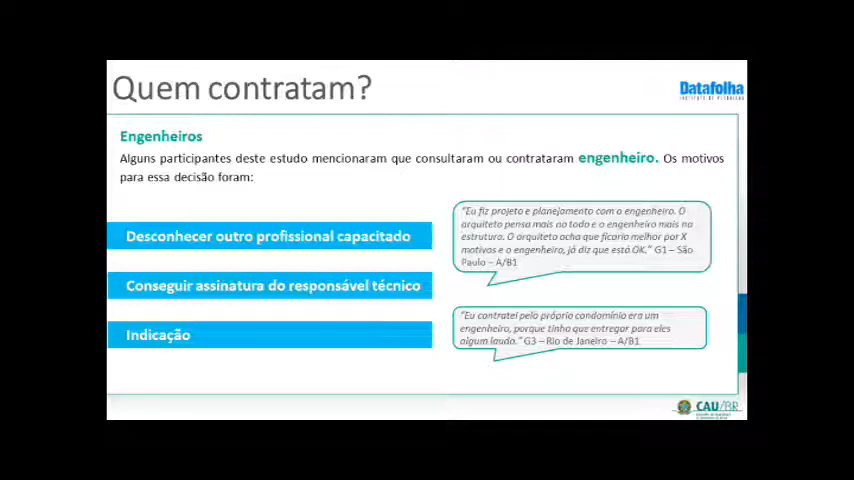 Quem contratam?
Datafolha
INSTITUTO DE PESQUISAS
Engenheiros
Alguns participantes deste estudo mencionaram que consultaram ou contrataram engenheiro. Os motivos
para essa decisão foram:
Desconhecer outro profissional capacitado
Conseguir assinatura do responsável técnico
Indicação
"Eu fiz projeto e planejamento com o engenheiro. O
arquiteto pensa mais no todo e o engenheiro mais na
estrutura. O arquiteto acha que ficaria melhor por X
motivos e o engenheiro, já diz que está OK." G1 – São
Paulo – A/B1
"Eu contratei pelo próprio condomínio era um
engenheiro, porque tinha que entregar para eles
algum laudo." G3 – Rio de Janeiro – A/B1
CAU/BR